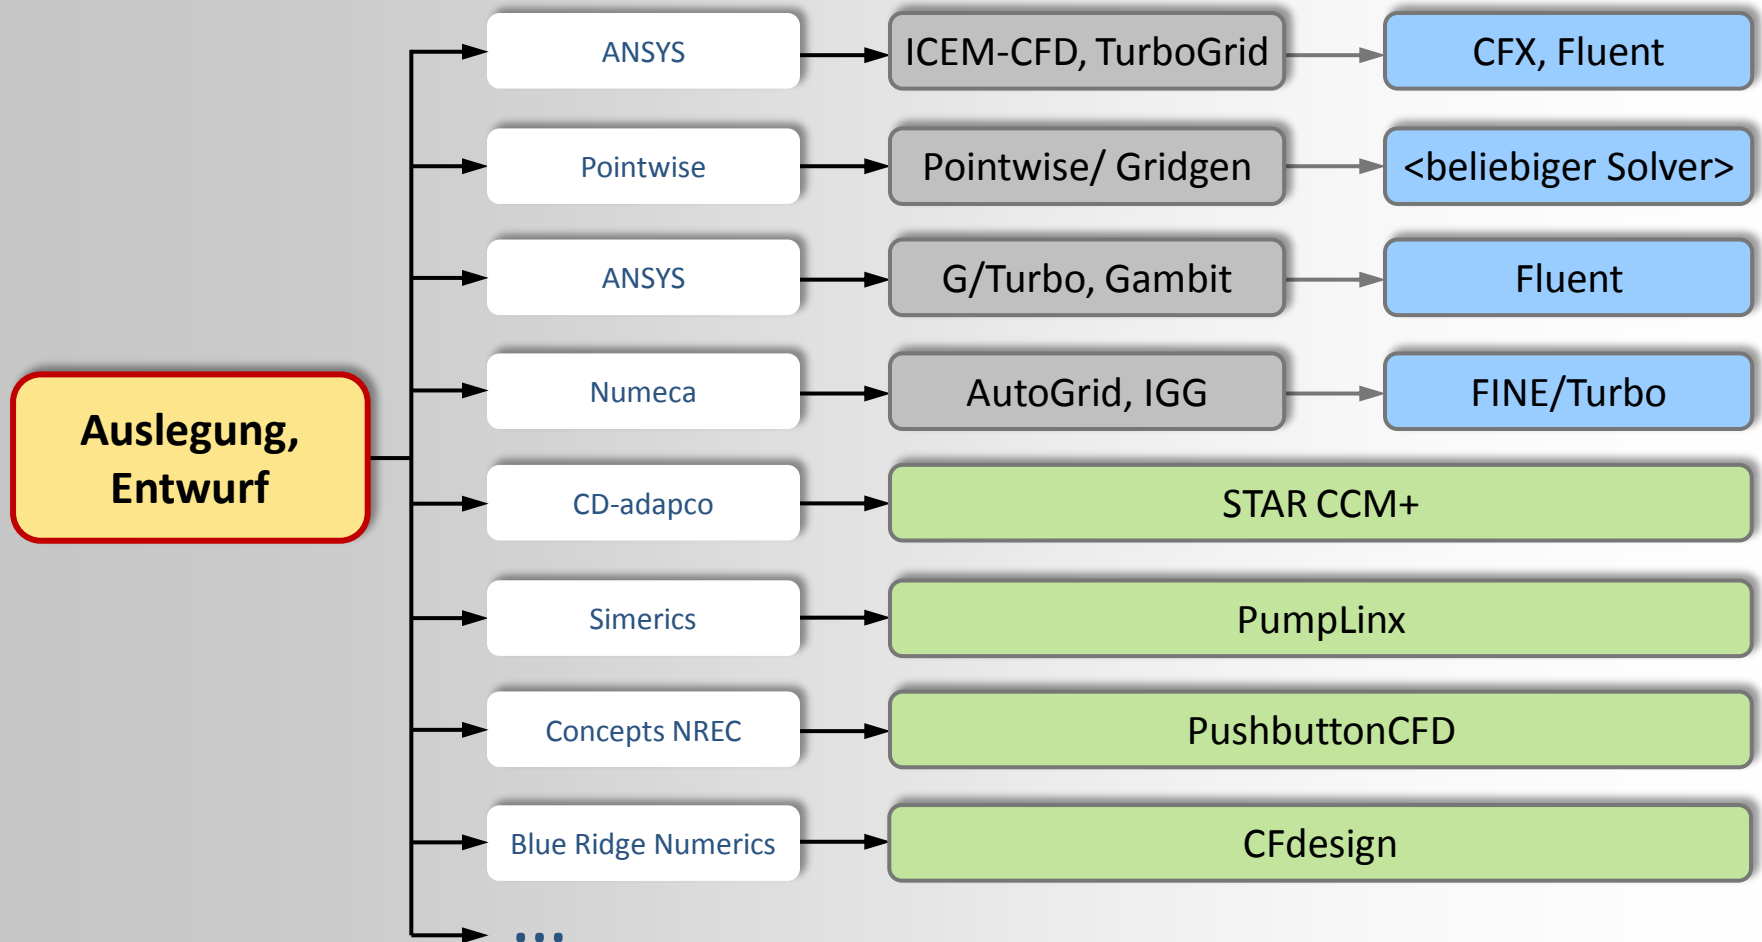 ANSYS
ICEM-CFD, TurboGrid
CFX, Fluent
Pointwise
Pointwise/ Gridgen
<beliebiger Solver>
ANSYS
G/Turbo, Gambit
Fluent
Numeca
AutoGrid, IGG
FINE/Turbo
Auslegung,
Entwurf
CD-adapco
STAR CCM+
Simerics
PumpLinx
Concepts NREC
PushbuttonCFD
Blue Ridge Numerics
CFdesign
...